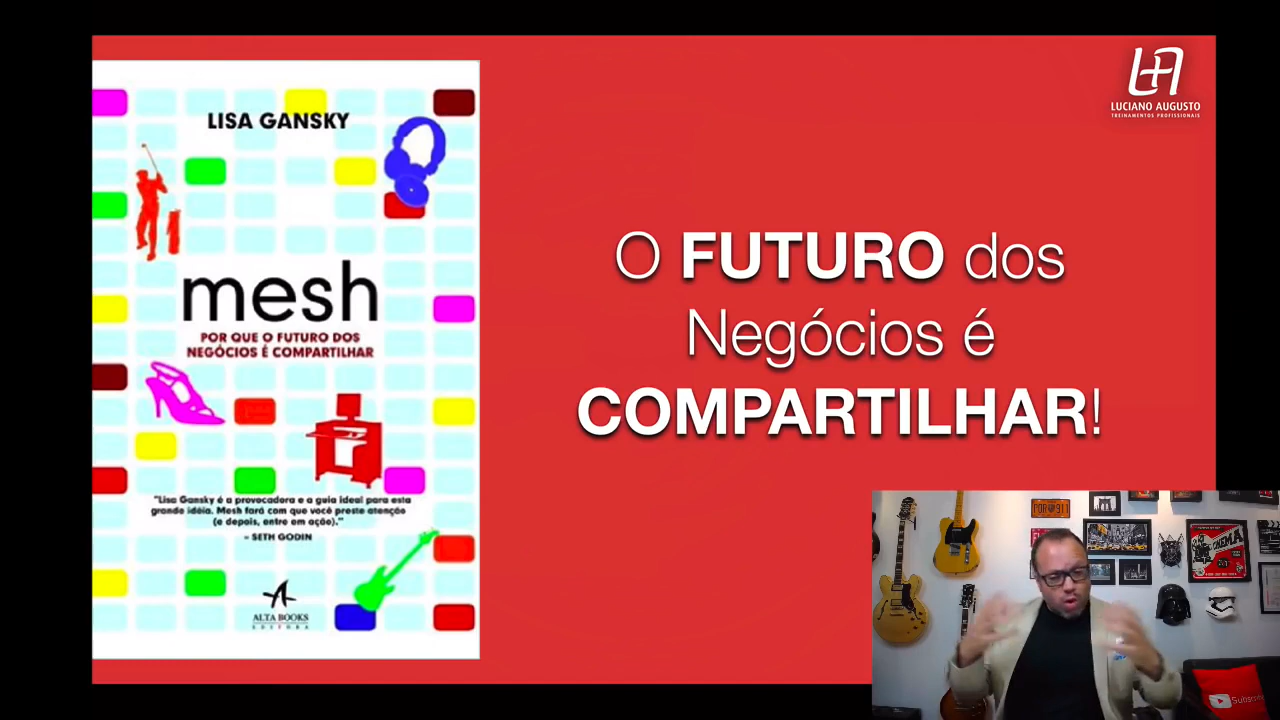 LISA GANSKY
mesh
POR QUE O FUTURO DOS
NEGÓCIOS É COMPARTILHAR
"Lisa Gansky é a provocadora e a guia ideal para esta
grande idéia. Mesh fará com que você preste atenção
(e depois, entre em ação)."
– SETH GODIN
ALTA BOOKS
EDITORA
LUCIANO AUGUSTO
TREINAMENTOS PROFISSIONAIS
O FUTURO dos
Negócios é
COMPARTILHAR!
CINEMA
Subscribe